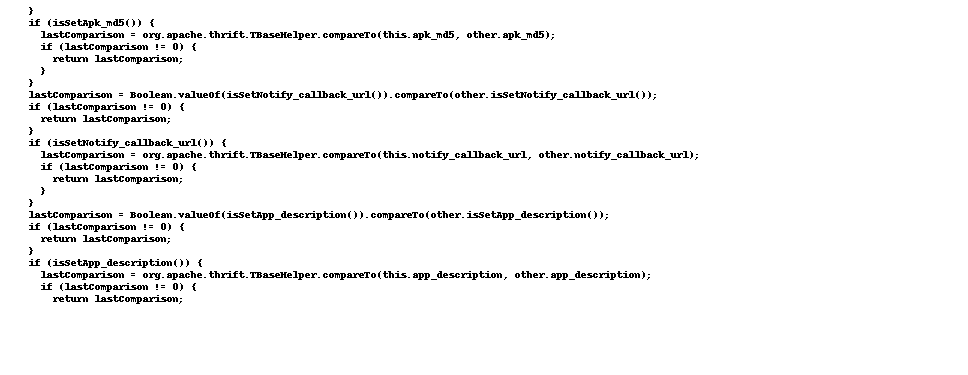 }
    if (isSetApk_md5()) {
      lastComparison = org.apache.thrift.TBaseHelper.compareTo(this.apk_md5, other.apk_md5);
      if (lastComparison != 0) {
        return lastComparison;
      }
    }
    lastComparison = Boolean.valueOf(isSetNotify_callback_url()).compareTo(other.isSetNotify_callback_url());
    if (lastComparison != 0) {
      return lastComparison;
    }
    if (isSetNotify_callback_url()) {
      lastComparison = org.apache.thrift.TBaseHelper.compareTo(this.notify_callback_url, other.notify_callback_url);
      if (lastComparison != 0) {
        return lastComparison;
      }
    }
    lastComparison = Boolean.valueOf(isSetApp_description()).compareTo(other.isSetApp_description());
    if (lastComparison != 0) {
      return lastComparison;
    }
    if (isSetApp_description()) {
      lastComparison = org.apache.thrift.TBaseHelper.compareTo(this.app_description, other.app_description);
      if (lastComparison != 0) {
        return lastComparison;